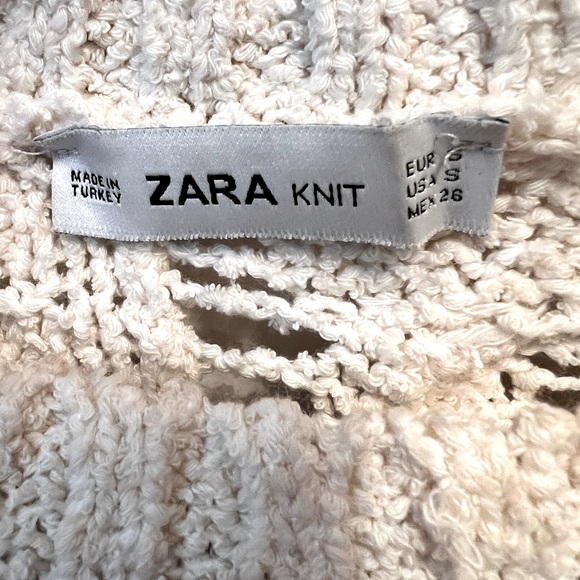 MADE IN
TURKEY
ZARA KNIT
EUR S
USA S
MEX 26